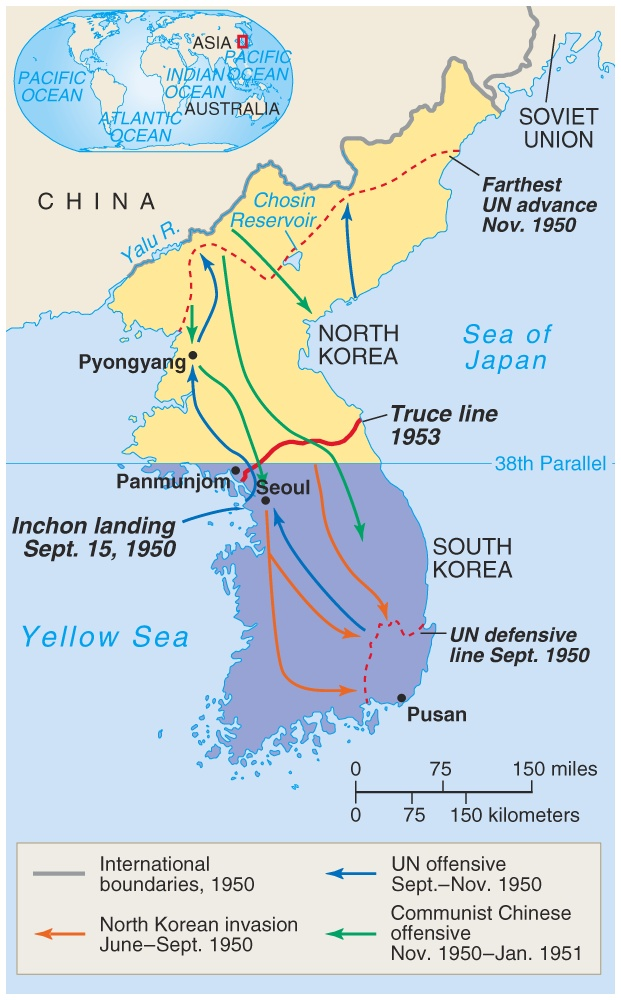 ASIA
PACIFIC
OCEAN
PACIFIC
OCEAN
INDIAN
OCEAN
AUSTRALIA
ATLANTIC
OCEAN
SOVIET
UNION
CHINA
Chosin
Reservoir
Yalu R.
Farthest
UN advance
Nov. 1950
NORTH
KOREA
Sea of
Japan
Pyongyang
Truce line
1953
38th Parallel
Panmunjom
Seoul
Inchon landing
Sept. 15, 1950
SOUTH
KOREA
Yellow Sea
UN defensive
line Sept. 1950
Pusan
0 75 150 miles
0 75 150 kilometers
International
boundaries, 1950
North Korean invasion
June–Sept. 1950
UN offensive
Sept.–Nov. 1950
Communist Chinese
offensive
Nov. 1950–Jan. 1951